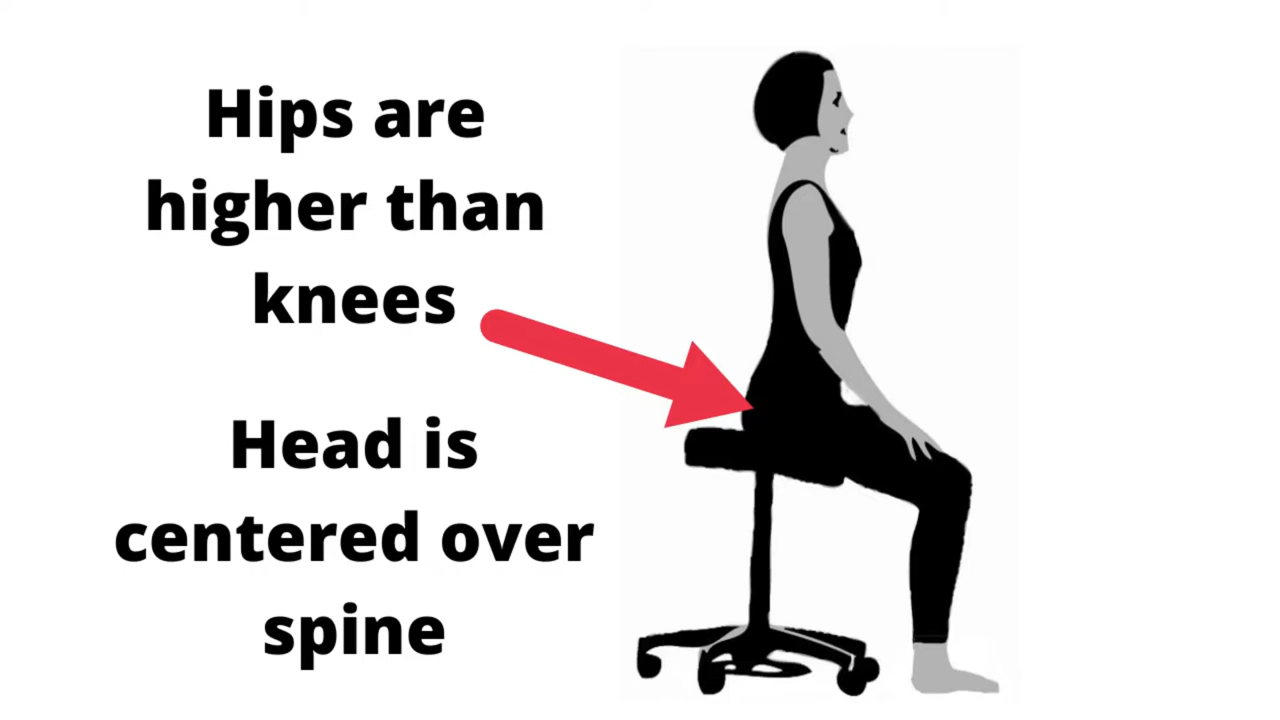 Hips are
higher than
knees
Head is
centered over
spine